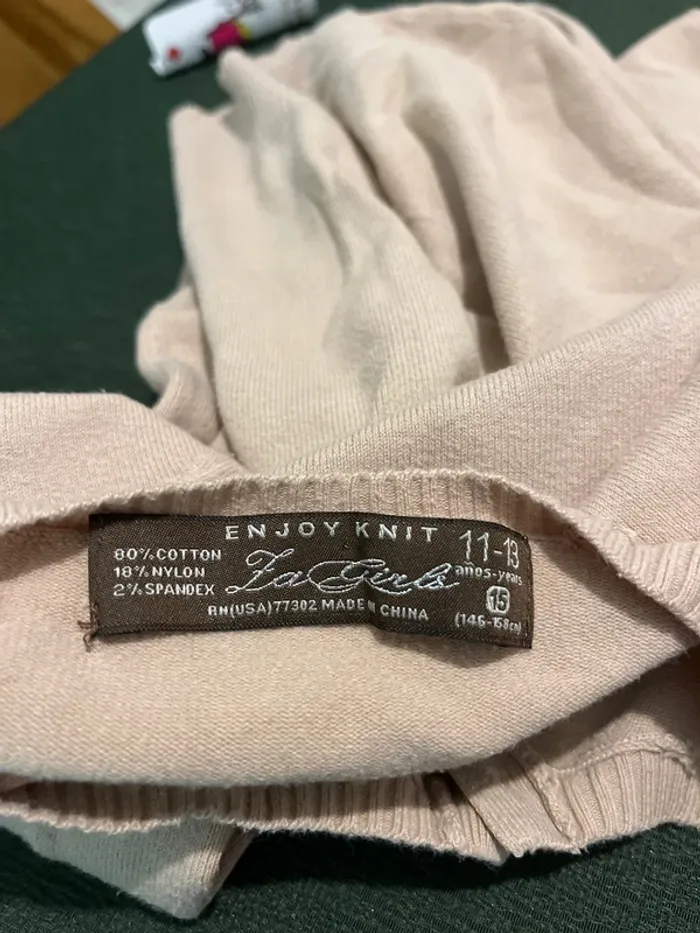 ENJOY KNIT
80%COTTON
18%NYLON
2%SPANDEX
Za Girls
RN(USA)77302 MADE IN CHINA
11-13
años-years
15
(146-158cm)